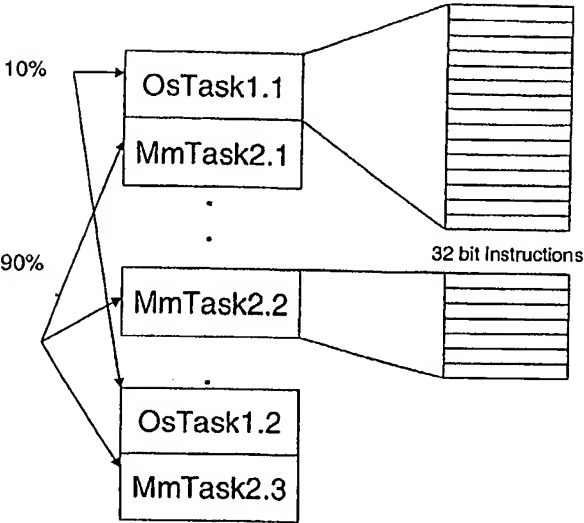 10%
OsTask1.1
MmTask2.1
32 bit Instructions
90%
MmTask2.2
OsTask1.2
MmTask2.3